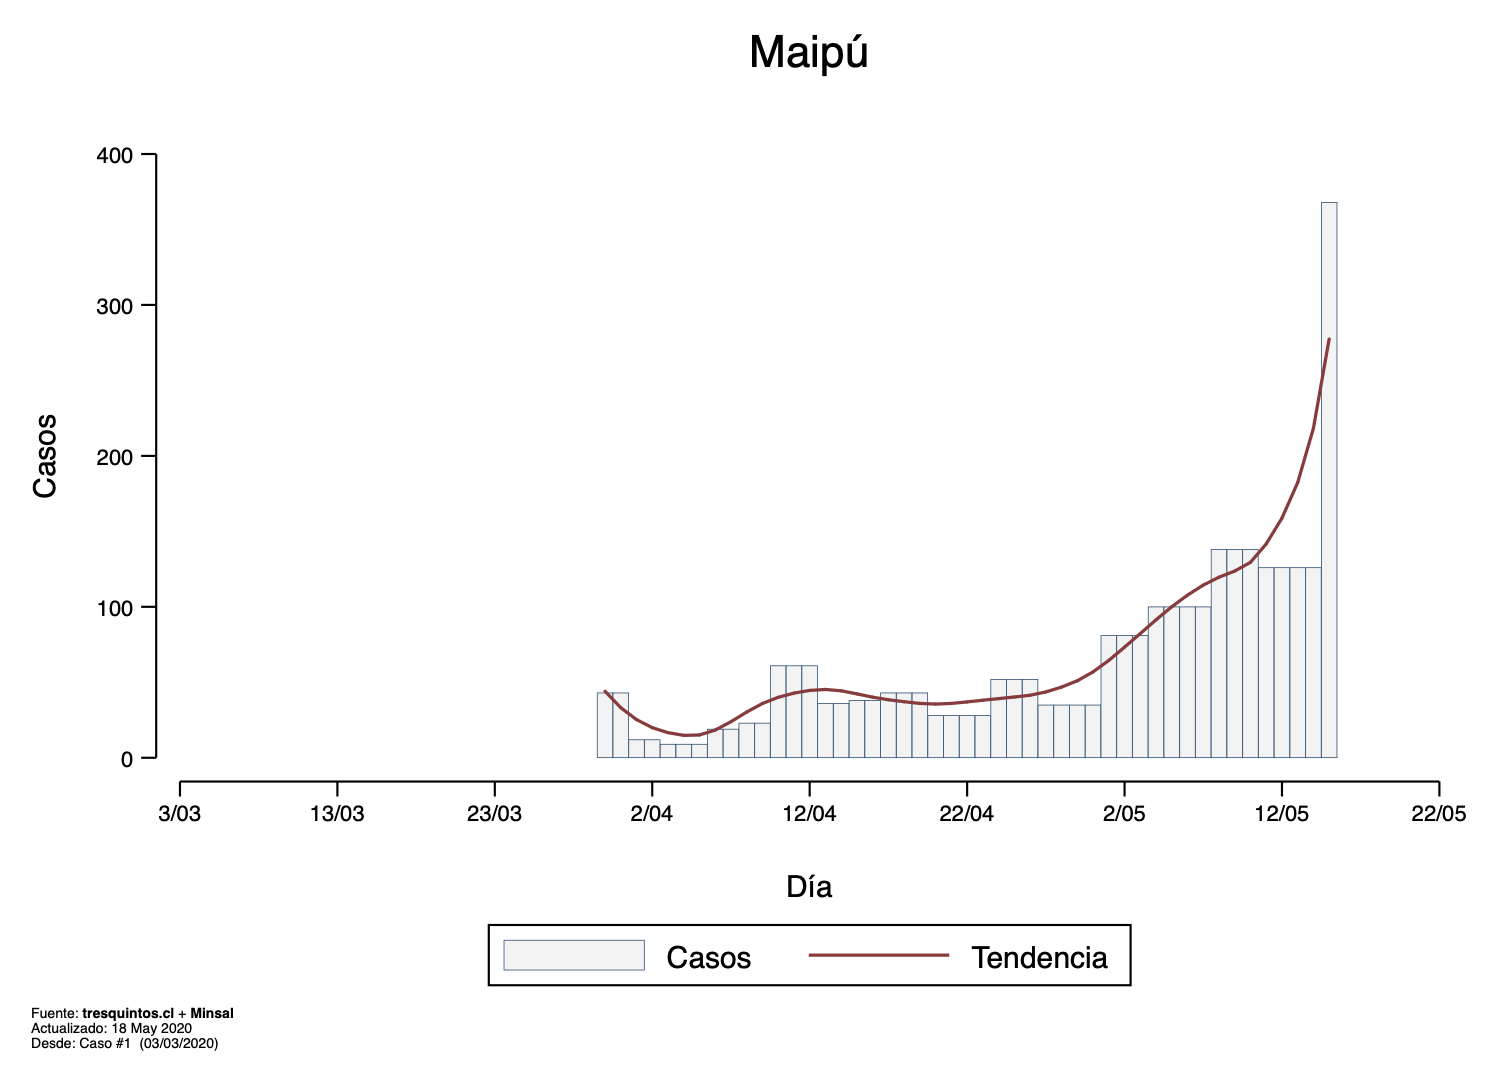 Maipú
400
300
200
100
0
Casos
3/03 13/03 23/03 2/04 12/04 22/04 2/05 12/05 22/05
Día
Casos Tendencia
Fuente: tresquintos.cl + Minsal
Actualizado: 18 May 2020
Desde: Caso #1 (03/03/2020)